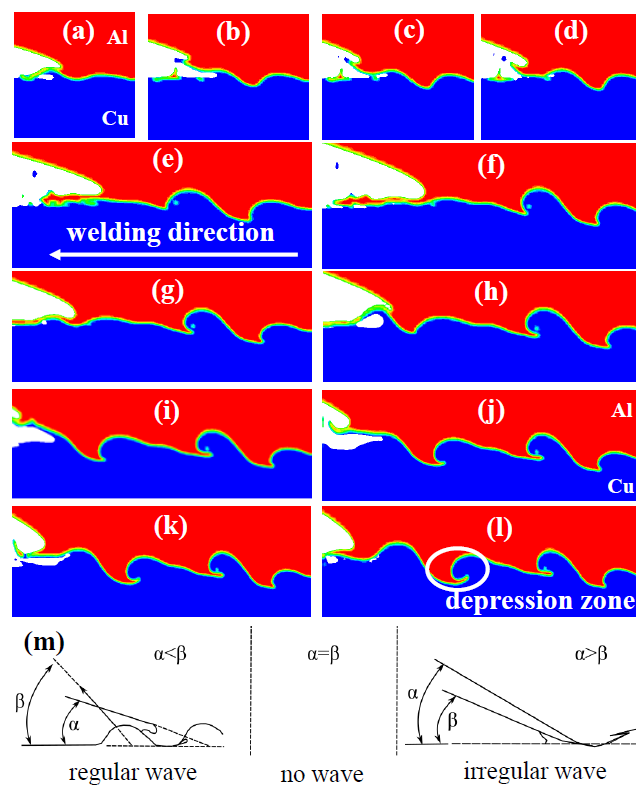 (a)
Al
Cu
(b)
(c)
(d)
(e)
welding direction
(f)
(g)
(h)
(i)
(j)
Al
Cu
(k)
(l)
depression zone
(m)
α<β
α=β
α>β
β
α
α
β
regular wave
no wave
irregular wave